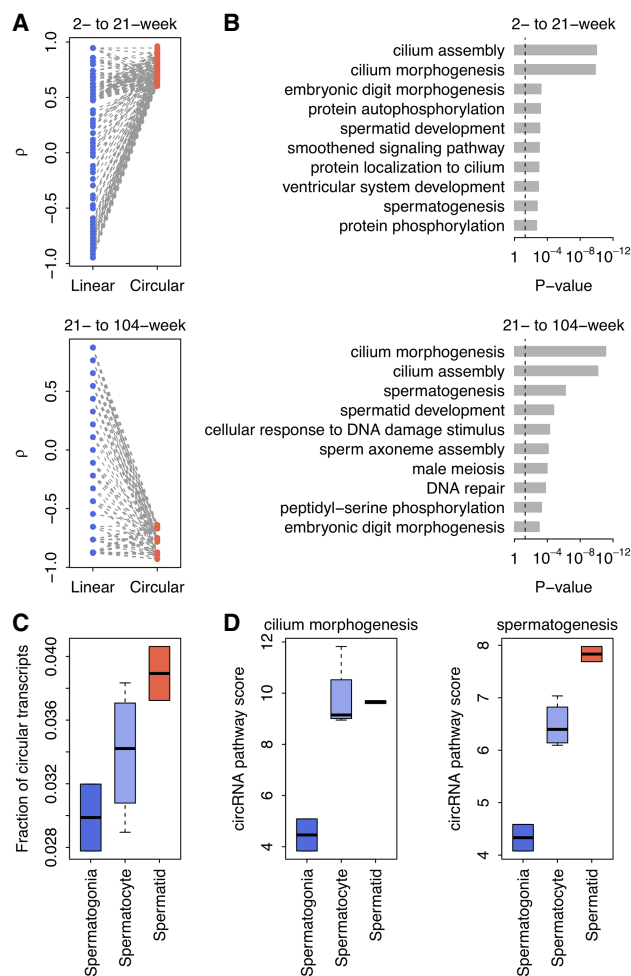 A
2− to 21−week
ρ
1.0
0.5
0.0
−0.5
−1.0
Linear
Circular
21− to 104−week
ρ
0.5
0.0
−0.5
−1.0
Linear
Circular
B
2− to 21−week
cilium assembly
cilium morphogenesis
embryonic digit morphogenesis
protein autophosphorylation
spermatid development
smoothened signaling pathway
protein localization to cilium
ventricular system development
spermatogenesis
protein phosphorylation
1 10−4 10−8 10−12
P−value
21− to 104−week
cilium morphogenesis
cilium assembly
spermatogenesis
spermatid development
cellular response to DNA damage stimulus
sperm axoneme assembly
male meiosis
DNA repair
peptidyl−serine phosphorylation
embryonic digit morphogenesis
1 10−4 10−8 10−12
P−value
C
Fraction of circular transcripts
0.040
0.036
0.032
0.028
Spermatogonia
Spermatocyte
Spermatid
D
cilium morphogenesis
circRNA pathway score
12
10
8
6
4
Spermatogonia
Spermatocyte
Spermatid
spermatogenesis
circRNA pathway score
8
7
6
5
4
Spermatogonia
Spermatocyte
Spermatid